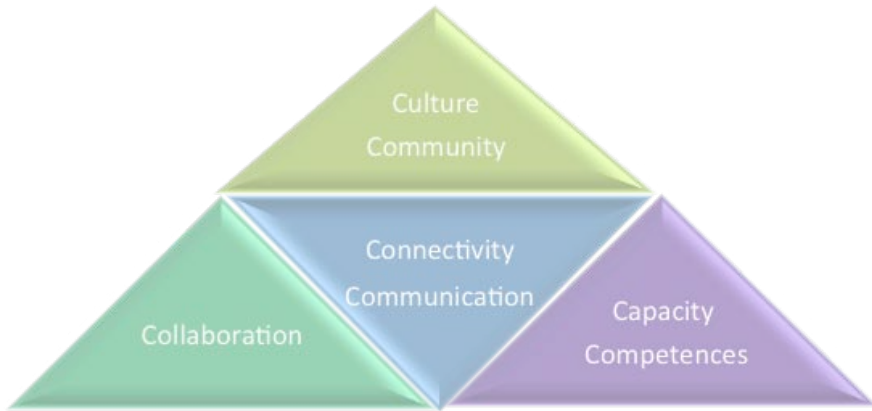 Culture
Community
Connectivity
Communication
Collaboration
Capacity
Competences